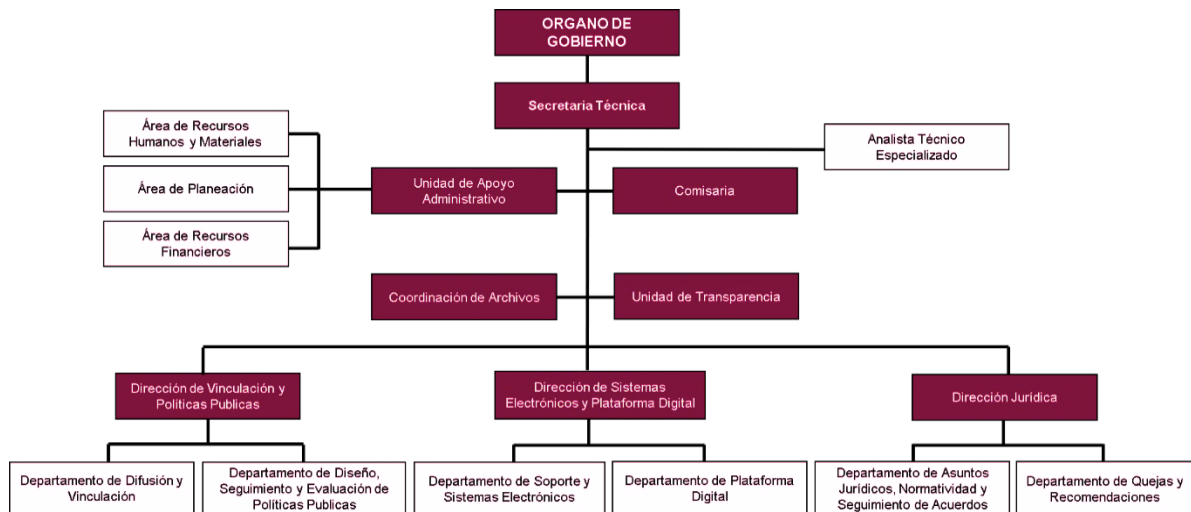 ORGANO DE
GOBIERNO
Secretaria Técnica
Área de Recursos
Humanos y Materiales
Analista Técnico
Especializado
Área de Planeación
Unidad de Apoyo
Administrativo
Comisaria
Área de Recursos
Financieros
Coordinación de Archivos
Unidad de Transparencia
Dirección de Vinculación y
Políticas Publicas
Dirección de Sistemas
Electrónicos y Plataforma Digital
Dirección Jurídica
Departamento de Difusión y
Vinculación
Departamento de Diseño,
Seguimiento y Evaluación de
Políticas Publicas
Departamento de Soporte y
Sistemas Electrónicos
Departamento de Plataforma
Digital
Departamento de Asuntos
Jurídicos, Normatividad y
Seguimiento de Acuerdos
Departamento de Quejas y
Recomendaciones